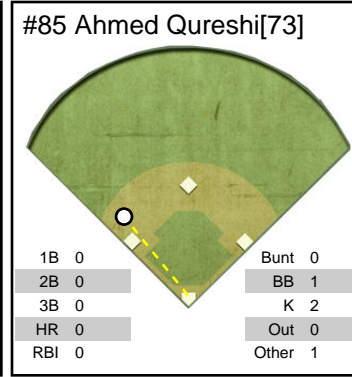 #85 Ahmed Qureshi[73]
1B 0 Bunt 0
2B 0 BB 1
3B 0 K 2
HR 0 Out 0
RBI 0 Other 1